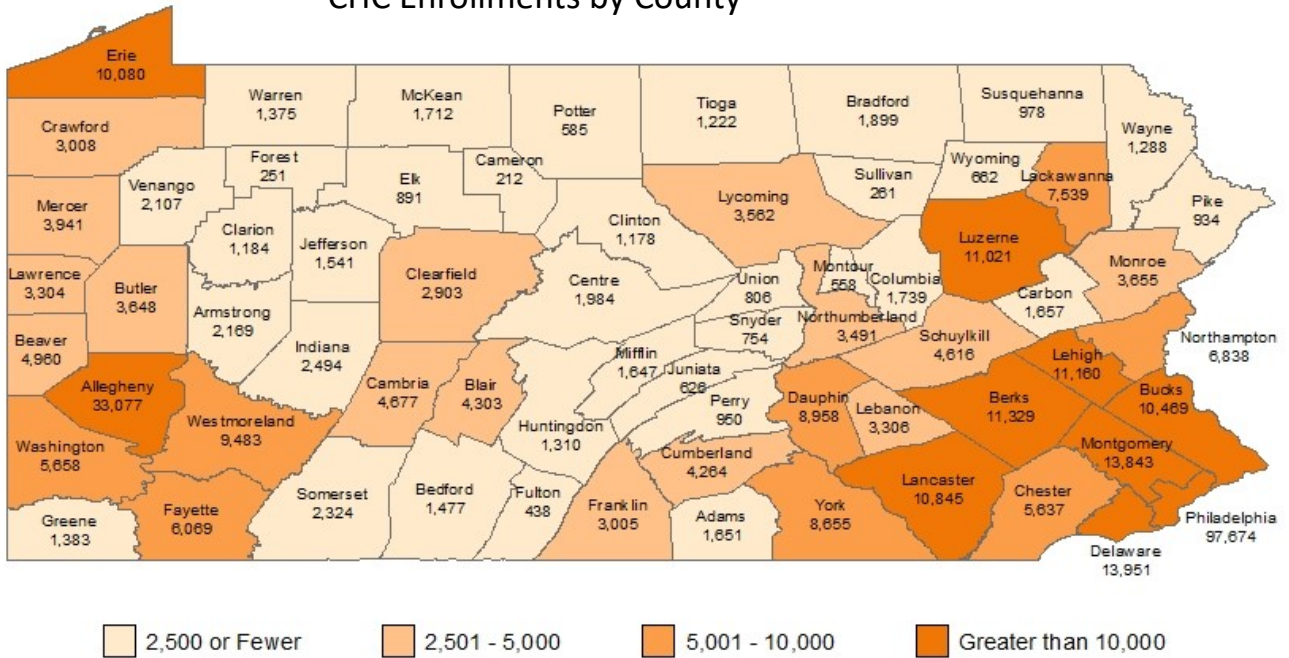 CHC Enrollments by County
Erie
10,080
Crawford
3,008
Warren
1,375
McKean
1,712
Potter
585
Tioga
1,222
Bradford
1,899
Susquehanna
978
Wayne
1,288
Forest
251
Venango
2,107
Elk
891
Cameron
212
Sullivan
261
Wyoming
662
Lackawanna
7,539
Mercer
3,941
Clarion
1,184
Jefferson
1,541
Clinton
1,178
Lycoming
3,562
Luzerne
11,021
Pike
934
Lawrence
3,304
Butler
3,648
Clearfield
2,903
Centre
1,984
Union
806
Montour
558
Columbia
1,739
Carbon
1,657
Monroe
3,655
Armstrong
2,169
Snyder
754
Northumberland
3,491
Schuylkill
4,616
Northampton
6,838
Beaver
4,960
Indiana
2,494
Mifflin
1,647
Juniata
626
Lehigh
11,160
Allegheny
33,077
Cambria
4,677
Blair
4,303
Perry
950
Dauphin
8,958
Lebanon
3,306
Berks
11,329
Bucks
10,469
Westmoreland
9,483
Huntingdon
1,310
Washington
5,658
Cumberland
4,264
Montgomery
13,843
Lancaster
10,845
Chester
5,637
Greene
1,383
Fayette
6,069
Somerset
2,324
Bedford
1,477
Fulton
438
Franklin
3,005
Adams
1,651
York
8,655
Philadelphia
97,674
Delaware
13,951
2,500 or Fewer
2,501 - 5,000
5,001 - 10,000
Greater than 10,000